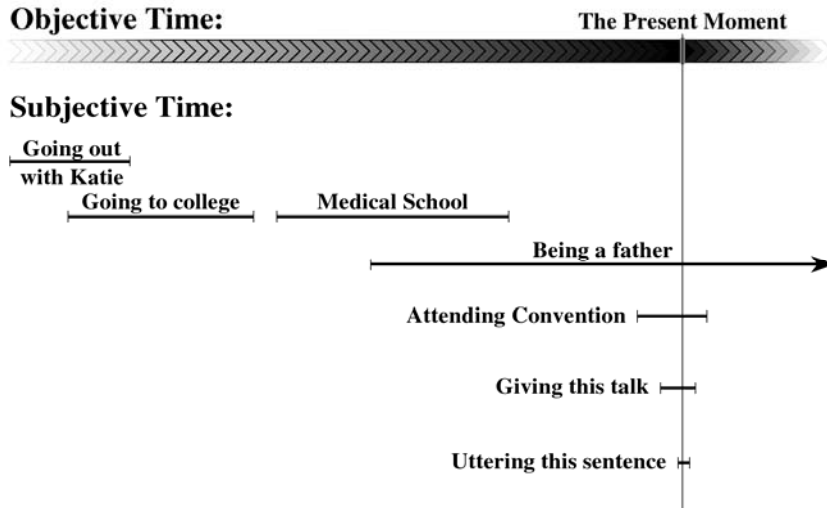 Objective Time:
The Present Moment
Subjective Time:
Going out
with Katie
Going to college
Medical School
Being a father
Attending Convention
Giving this talk
Uttering this sentence